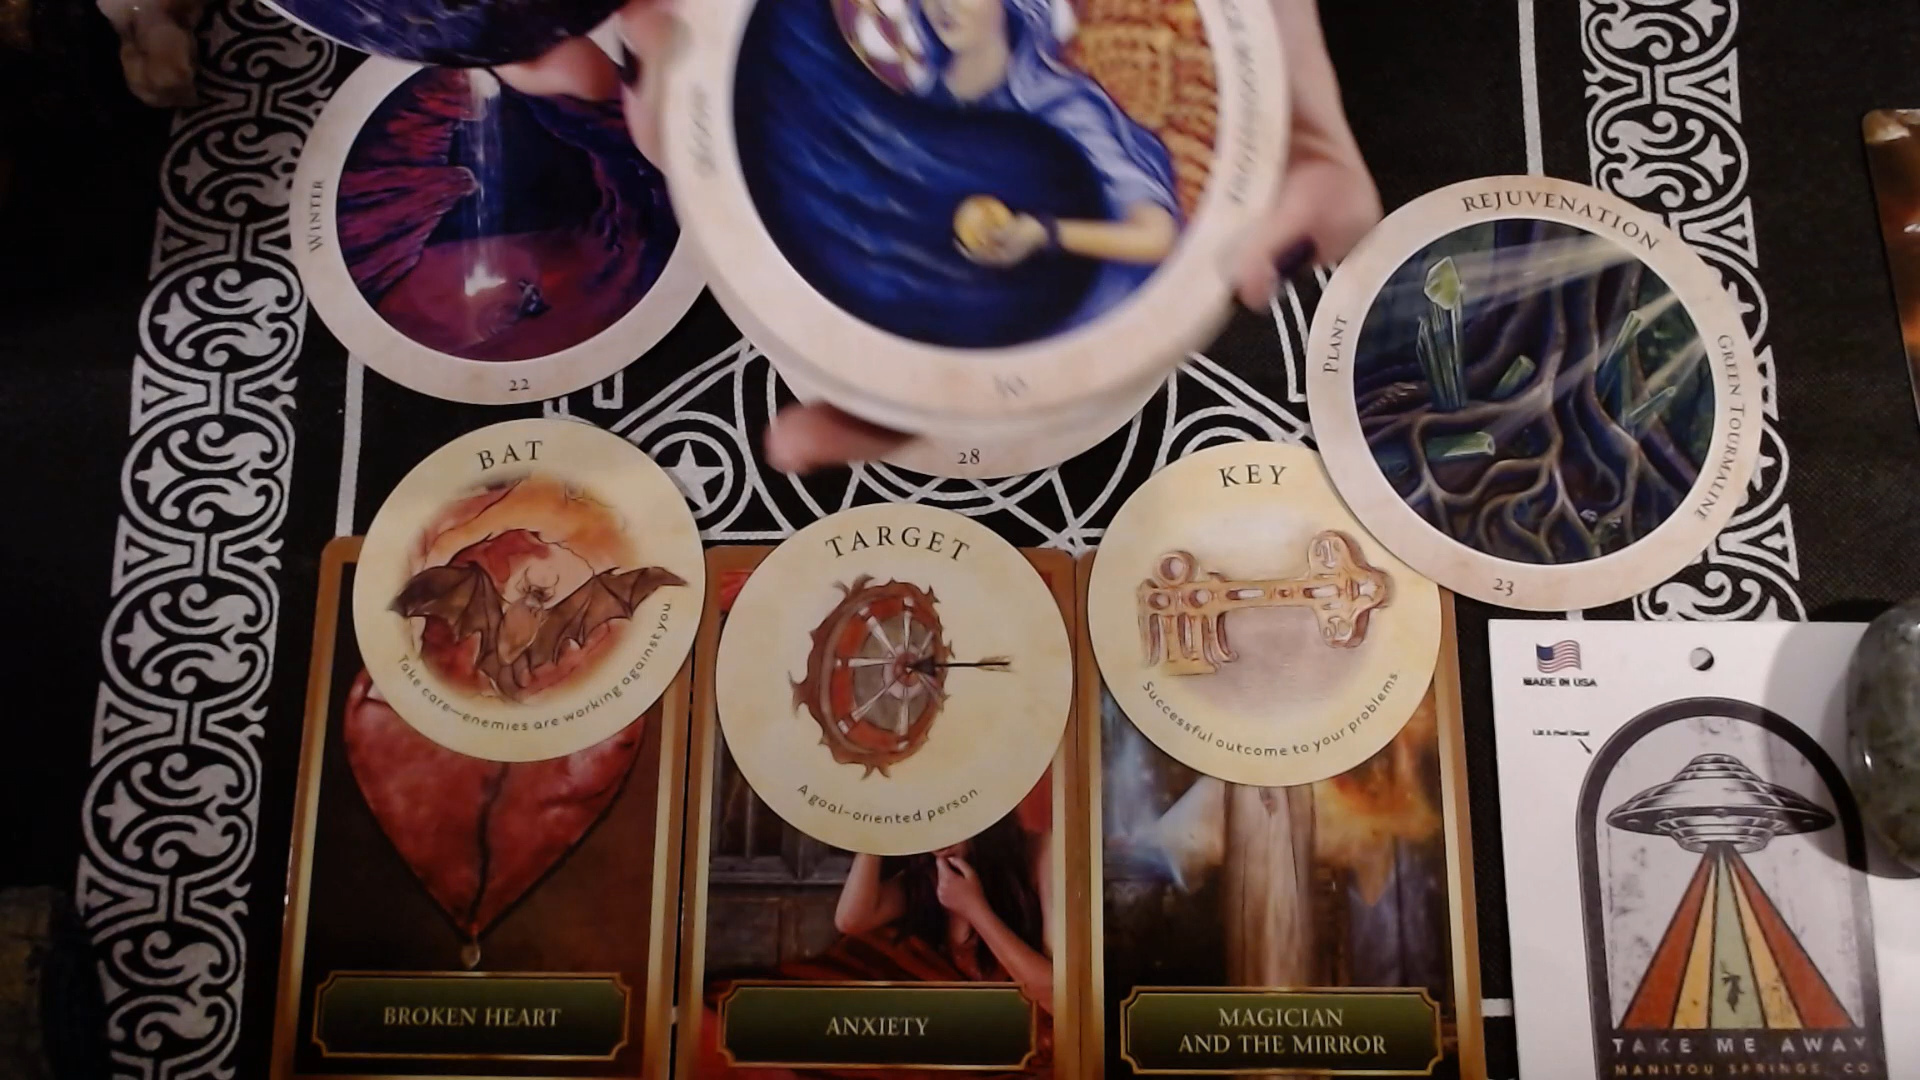 WINTER
22
28
REJUVENATION
PLANT
GREEN TOURMALINE
23
BAT
Take care—enemies are working against you.
TARGET
A goal-oriented person.
KEY
Successful outcome to your problems.
BROKEN HEART
ANXIETY
MAGICIAN
AND THE MIRROR
MADE IN USA
TAKE ME AWAY
MANITOU SPRINGS, CO